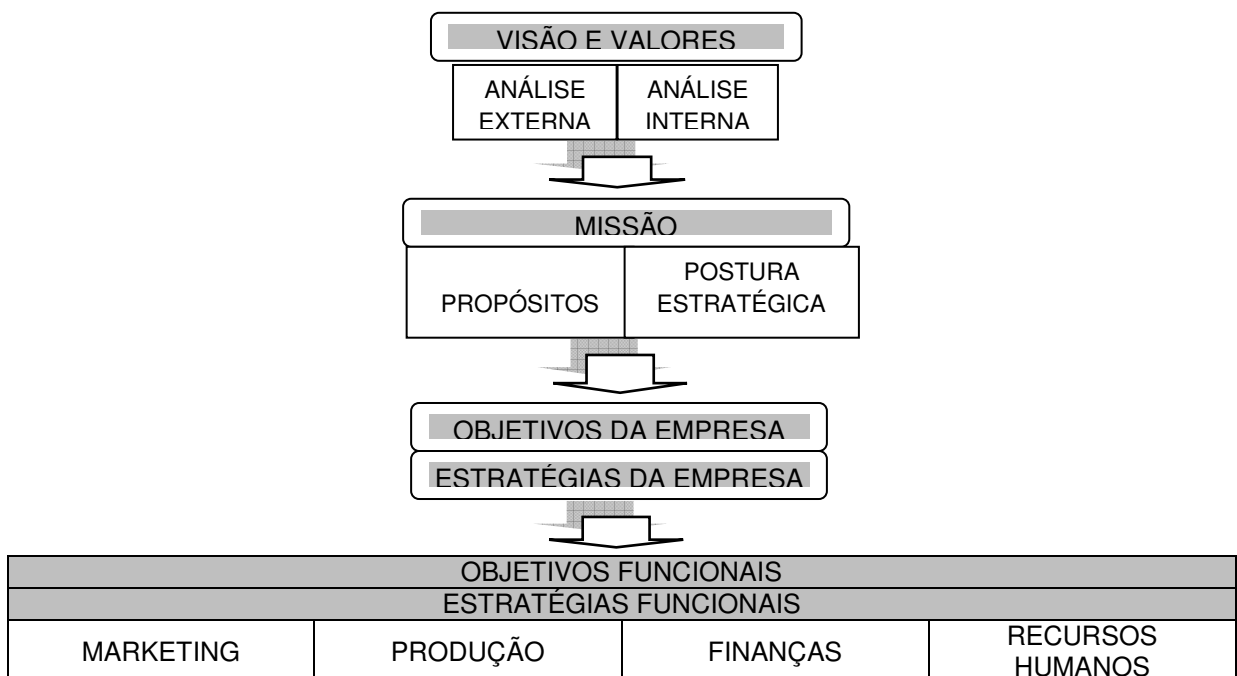 VISÃO E VALORES
ANÁLISE
EXTERNA
ANÁLISE
INTERNA
MISSÃO
PROPÓSITOS
POSTURA
ESTRATÉGICA
OBJETIVOS DA EMPRESA
ESTRATÉGIAS DA EMPRESA
OBJETIVOS FUNCIONAIS
ESTRATÉGIAS FUNCIONAIS
MARKETING
PRODUÇÃO
FINANÇAS
RECURSOS
HUMANOS